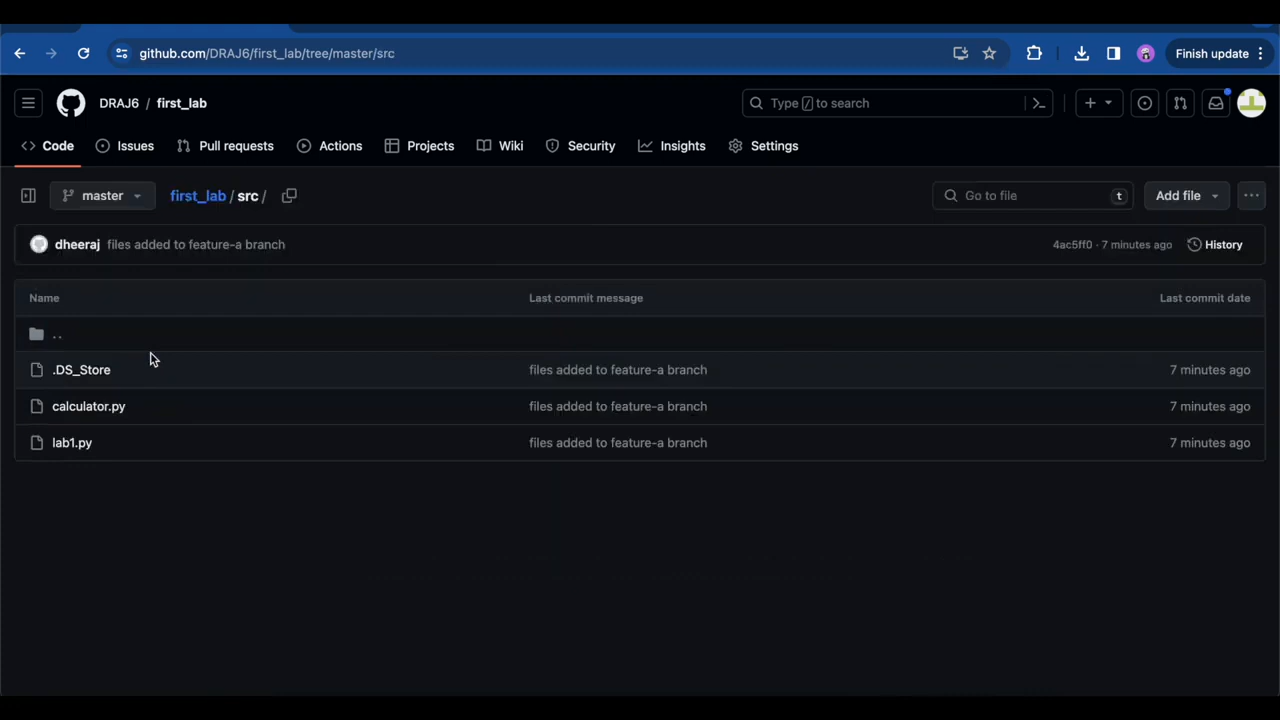 github.com/DRAJ6/first_lab/tree/master/src
Finish update
DRAJ6 / first_lab
Type / to search
Code Issues Pull requests Actions Projects Wiki Security Insights Settings
master first_lab / src / Go to file t Add file
dheeraj files added to feature-a branch 4ac5ff0 · 7 minutes ago History
Name Last commit message Last commit date
..
.DS_Store files added to feature-a branch 7 minutes ago
calculator.py files added to feature-a branch 7 minutes ago
lab1.py files added to feature-a branch 7 minutes ago